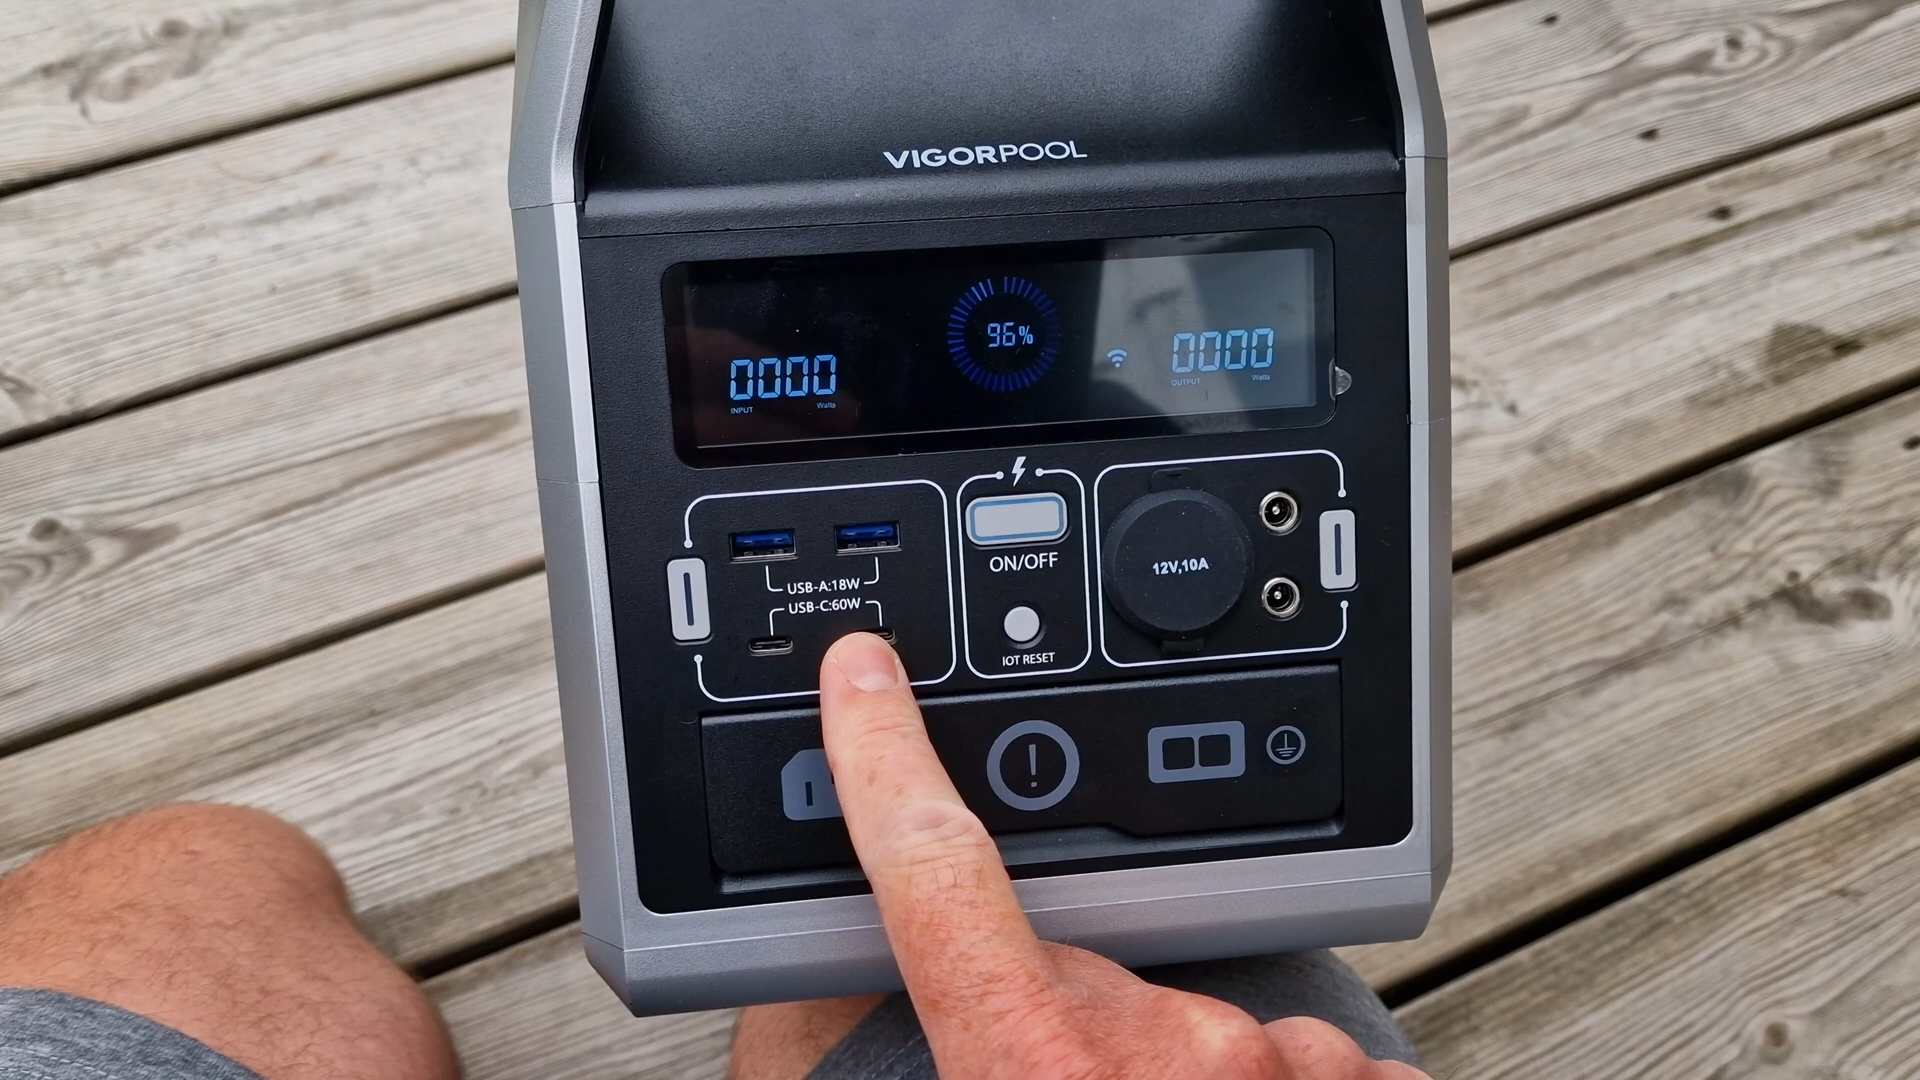 VIGORPOOL
96%
0000
0000
INPUT Watts
OUTPUT Watts
USB-A:18W
USB-C:60W
ON/OFF
IOT RESET
12V,10A